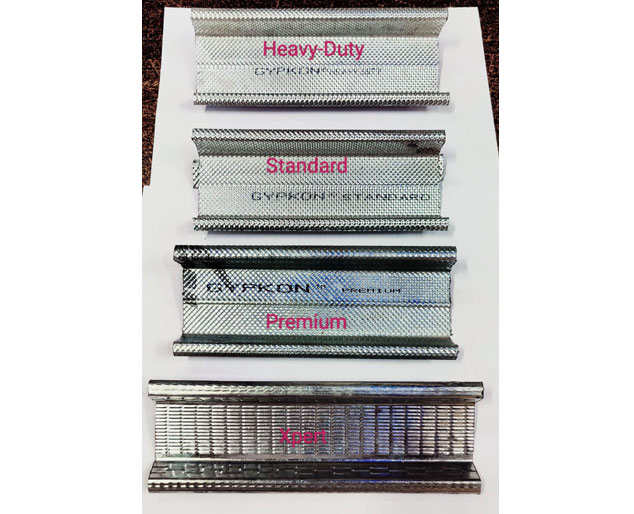 Heavy-Duty
GYPKON
Standard
GYPKON® STANDARD
GYPKON® PREMIUM
Premium
Xpert